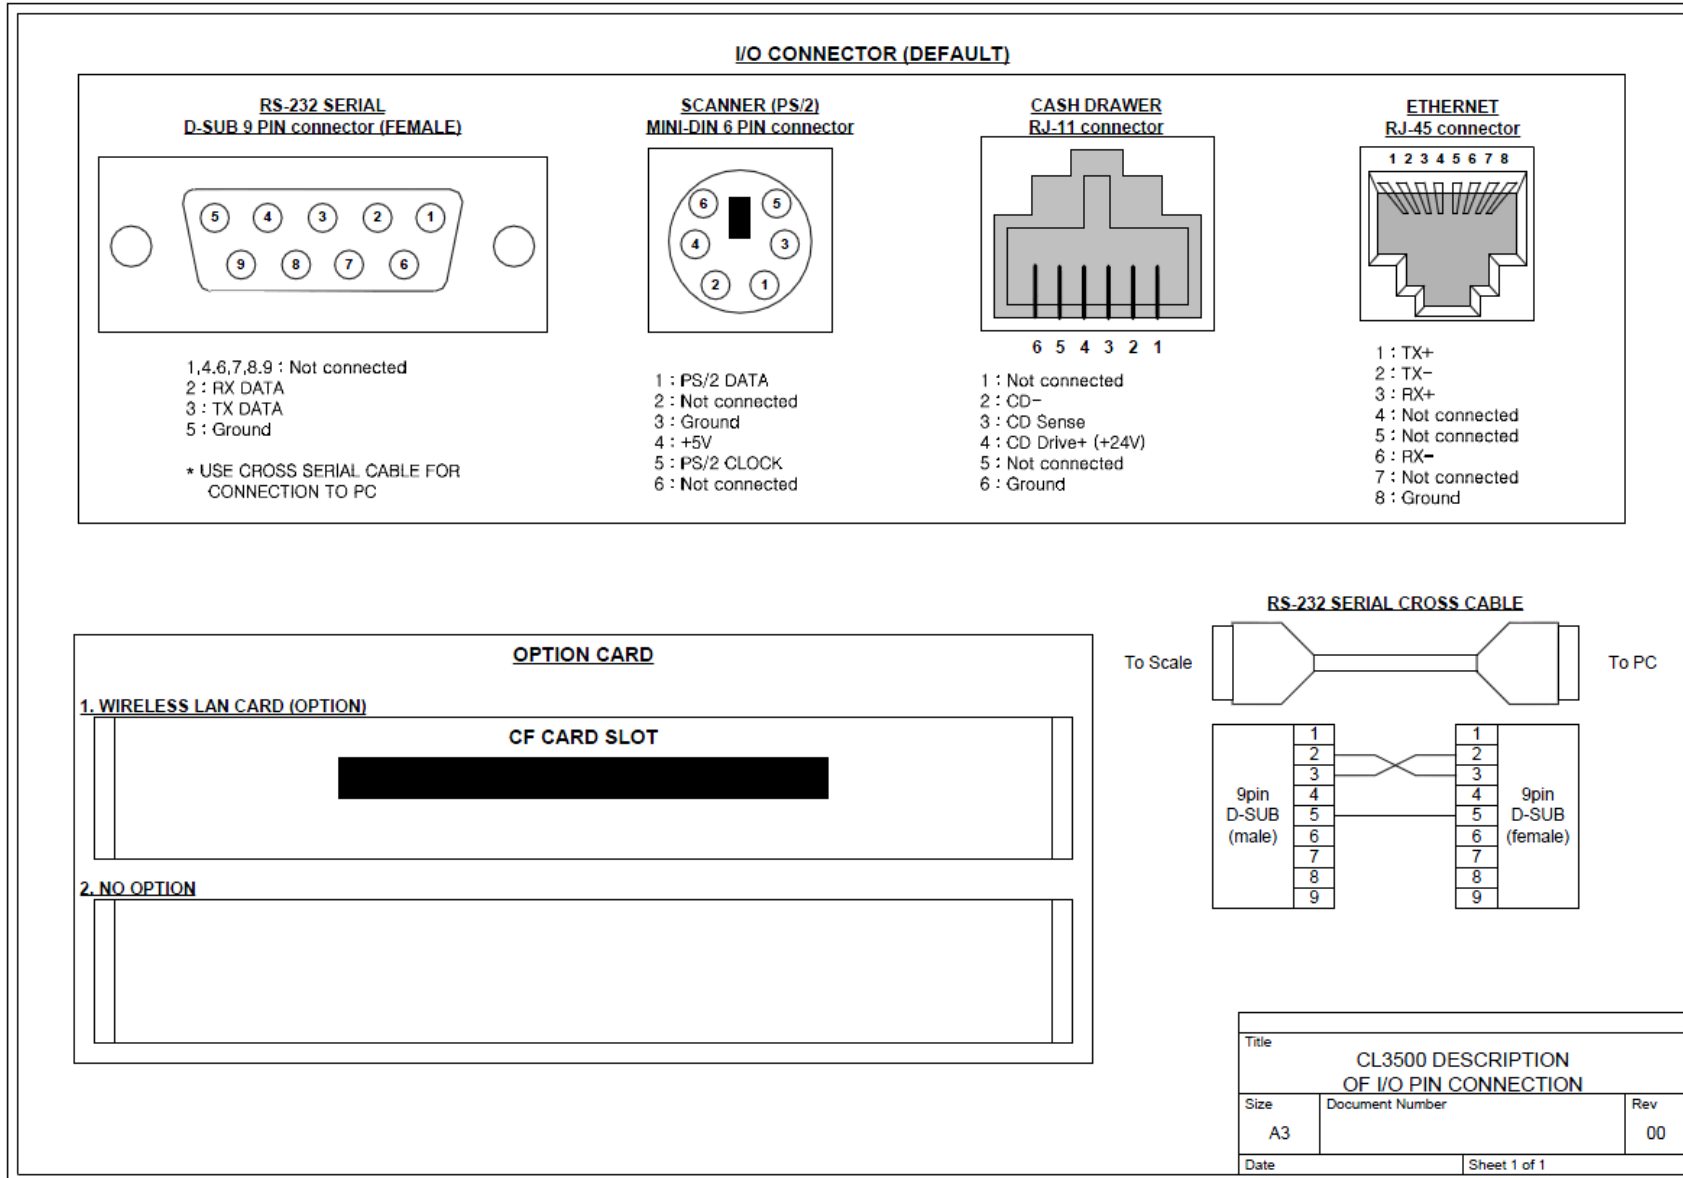 I/O CONNECTOR (DEFAULT)
RS-232 SERIAL
D-SUB 9 PIN connector (FEMALE)
5 4 3 2 1
9 8 7 6
1,4.6,7,8.9 : Not connected
2 : RX DATA
3 : TX DATA
5 : Ground
* USE CROSS SERIAL CABLE FOR
CONNECTION TO PC
SCANNER (PS/2)
MINI-DIN 6 PIN connector
6 5
4 3
2 1
1 : PS/2 DATA
2 : Not connected
3 : Ground
4 : +5V
5 : PS/2 CLOCK
6 : Not connected
CASH DRAWER
RJ-11 connector
6 5 4 3 2 1
1 : Not connected
2 : CD-
3 : CD Sense
4 : CD Drive+ (+24V)
5 : Not connected
6 : Ground
ETHERNET
RJ-45 connector
1 2 3 4 5 6 7 8
1 : TX+
2 : TX-
3 : RX+
4 : Not connected
5 : Not connected
6 : RX-
7 : Not connected
8 : Ground
OPTION CARD
1. WIRELESS LAN CARD (OPTION)
CF CARD SLOT
2. NO OPTION
RS-232 SERIAL CROSS CABLE
To Scale
To PC
9pin
D-SUB
(male)
1
2
3
4
5
6
7
8
9
1
2
3
4
5
6
7
8
9
9pin
D-SUB
(female)
Title
CL3500 DESCRIPTION
OF I/O PIN CONNECTION
Size
A3
Document Number
Rev
00
Date
Sheet 1 of 1